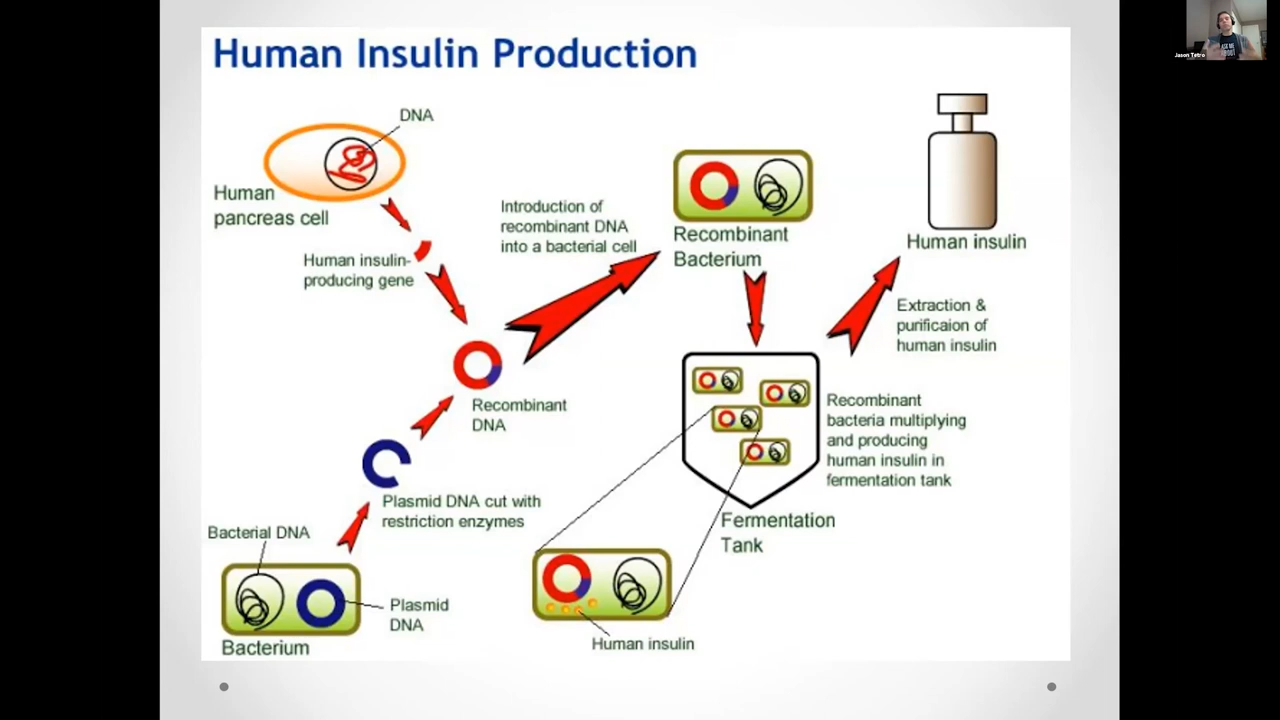 Human Insulin Production
DNA
Human
pancreas cell
Human insulin-
producing gene
Introduction of
recombinant DNA
into a bacterial cell
Recombinant
Bacterium
Human insulin
Extraction &
purificaion of
human insulin
Recombinant
DNA
Plasmid DNA cut with
restriction enzymes
Bacterial DNA
Plasmid
DNA
Bacterium
Recombinant
bacteria multiplying
and producing
human insulin in
fermentation tank
Fermentation
Tank
Human insulin
Jason Tetro